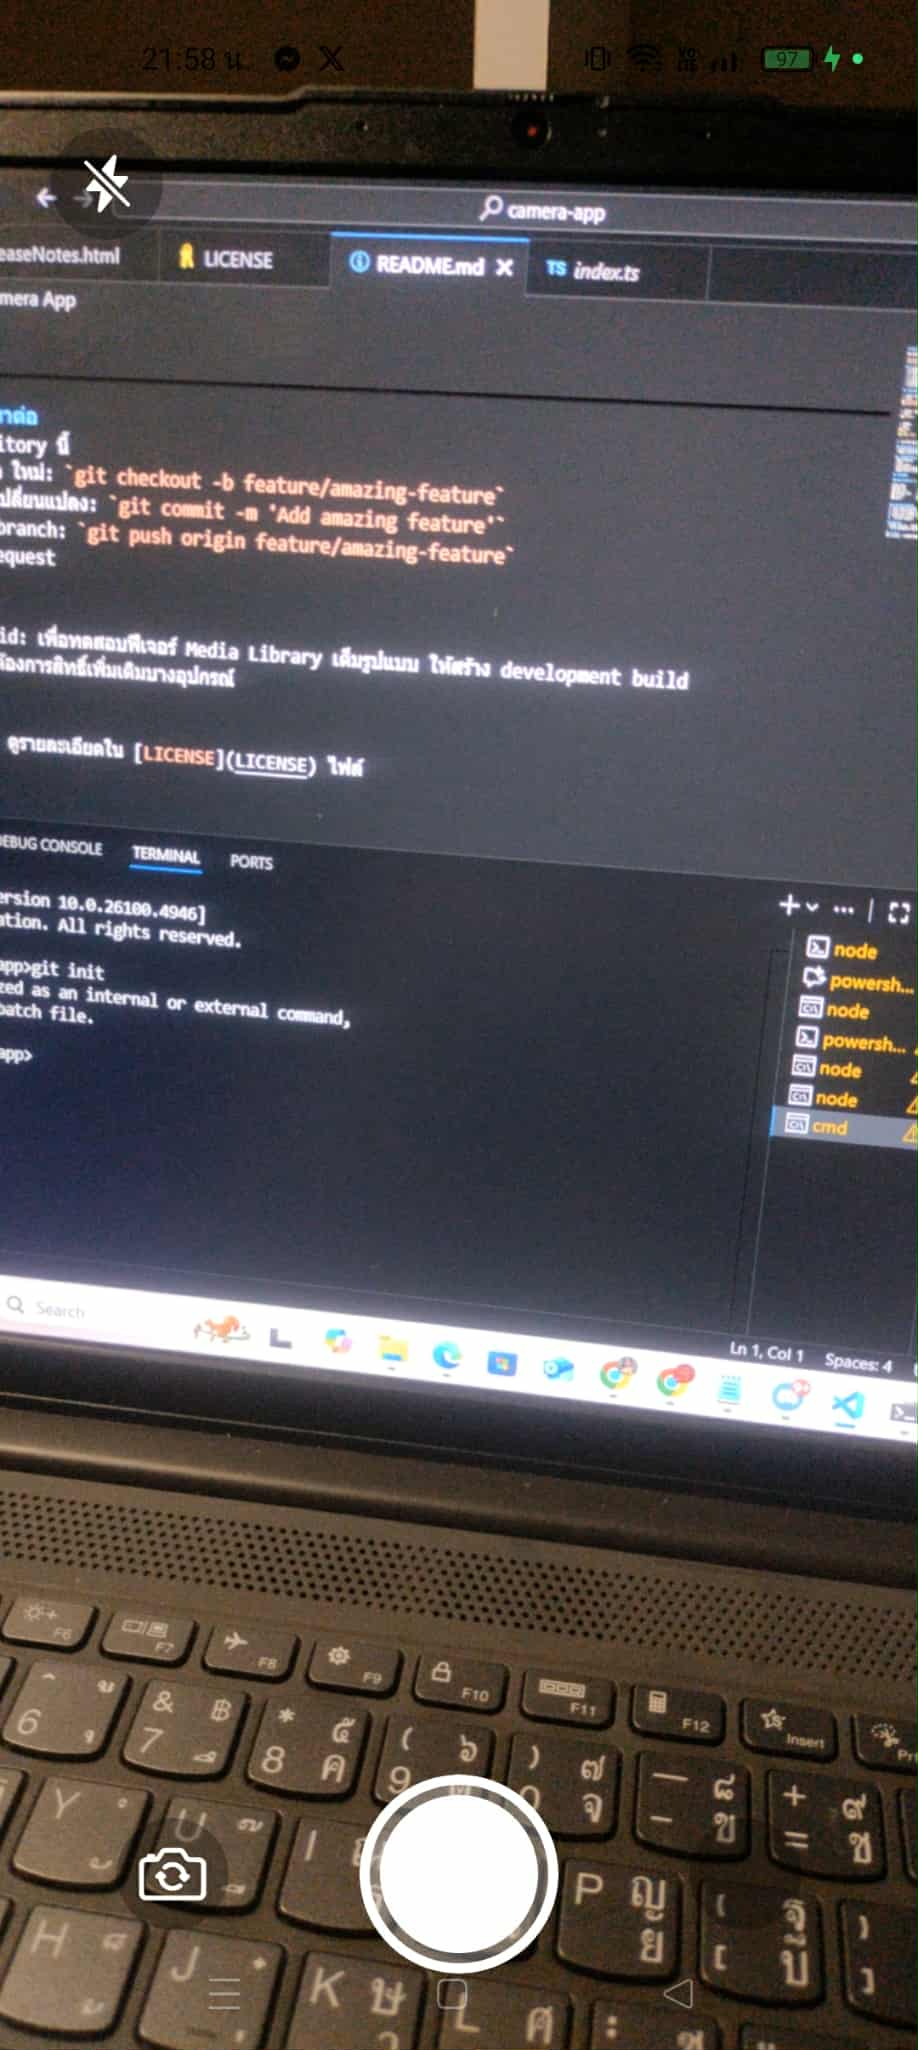 21:58 น.
97
camera-app
easeNotes.html
LICENSE
README.md
TS index.ts
mera App
าต่อ
itory นี้
ใหม่: `git checkout -b feature/amazing-feature`
เปลี่ยนแปลง: `git commit -m 'Add amazing feature'`
branch: `git push origin feature/amazing-feature`
equest
id: เพื่อทดสอบฟีเจอร์ Media Library เต็มรูปแบบ ให้สร้าง development build
ต้องการสิทธิ์เพิ่มเติมบางอุปกรณ์
ดูรายละเอียดใน [LICENSE](LICENSE) ไฟล์
EBUG CONSOLE
TERMINAL
PORTS
ersion 10.0.26100.4946]
ation. All rights reserved.
app>git init
zed as an internal or external command,
batch file.
app>
node
powersh...
node
powersh...
node
node
cmd
Ln 1, Col 1
Spaces: 4
Search
F6
F7
F8
F9
F10
F11
F12
Insert
6
& ฿
7
* ๕
8 ค
( ๖
9
) ๗
จ
๘
- ข
+ ๙
= ช
Y
U
I
P ญ
ย
[ บ
H
J
K ษ
L ศ